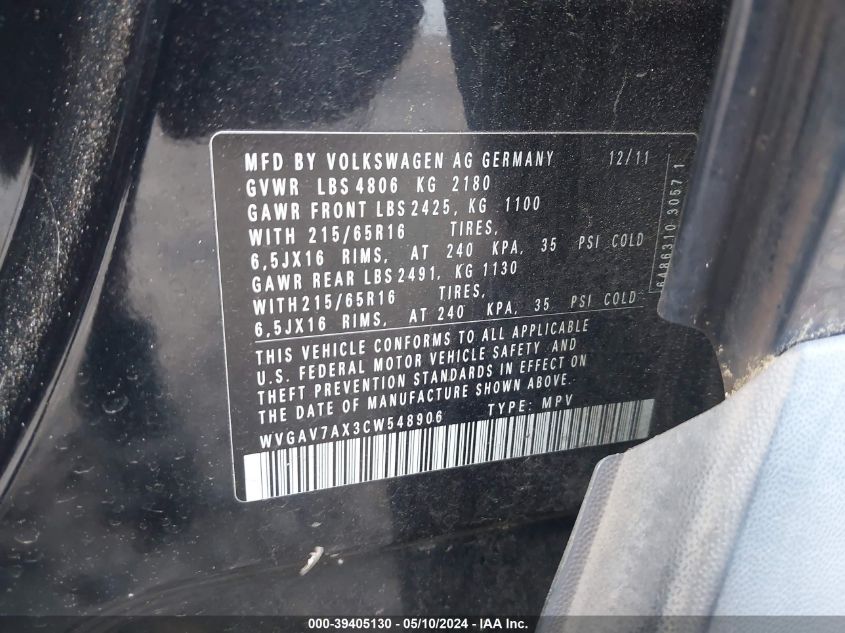 MFD BY VOLKSWAGEN AG GERMANY 12/11
GVWR LBS 4806 KG 2180
GAWR FRONT LBS 2425, KG 1100
WITH 215/65R16 TIRES,
6,5JX16 RIMS, AT 240 KPA, 35 PSI COLD
GAWR REAR LBS 2491, KG 1130
WITH 215/65R16 TIRES,
6,5JX16 RIMS, AT 240 KPA, 35 PSI COLD
THIS VEHICLE CONFORMS TO ALL APPLICABLE
U.S. FEDERAL MOTOR VEHICLE SAFETY AND
THEFT PREVENTION STANDARDS IN EFFECT ON
THE DATE OF MANUFACTURE SHOWN ABOVE.
WVGAV7AX3CW548906 TYPE: MPV
000-39405130 - 05/10/2024 - IAA Inc.